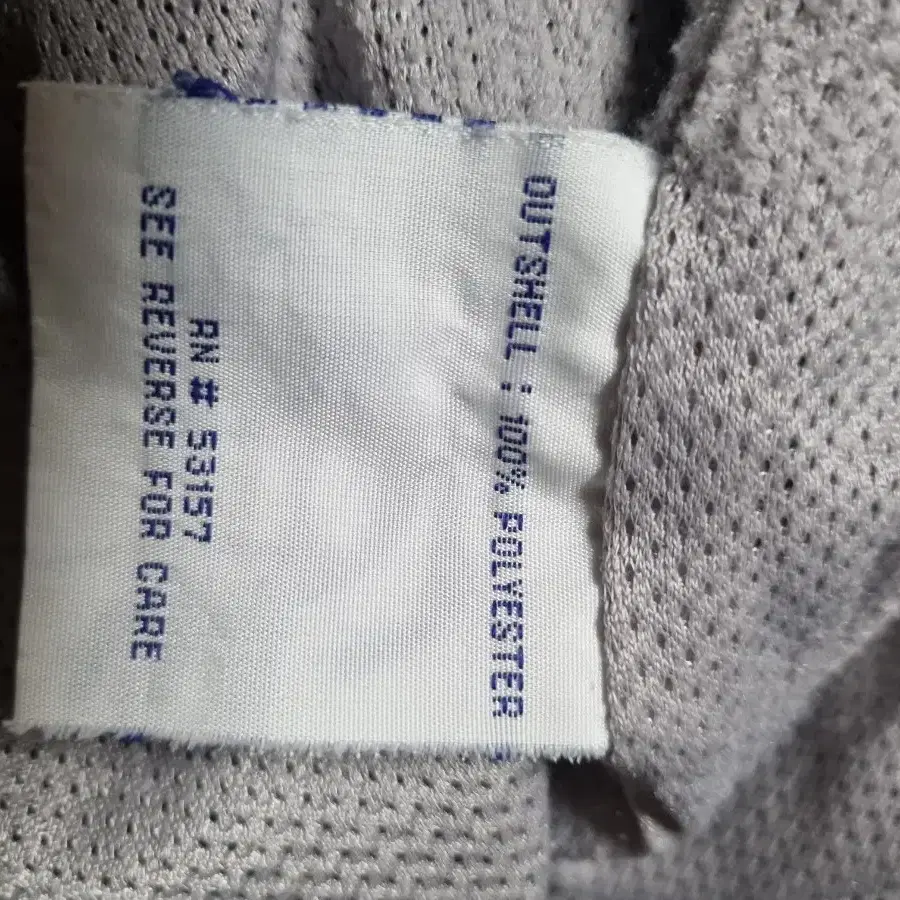 OUTSHELL : 100% POLYESTER
RN # 53157
SEE REVERSE FOR CARE